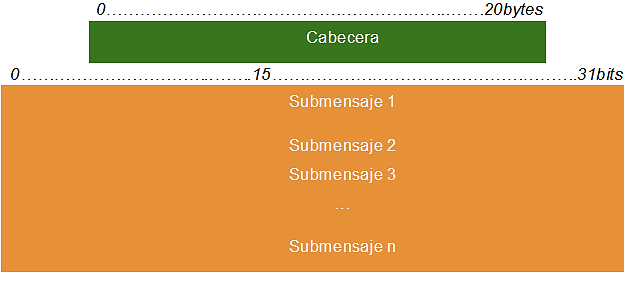 0……………………………………………………………20bytes
Cabecera
0………………………………15…………………………………………………31bits
Submensaje 1
Submensaje 2
Submensaje 3
...
Submensaje n